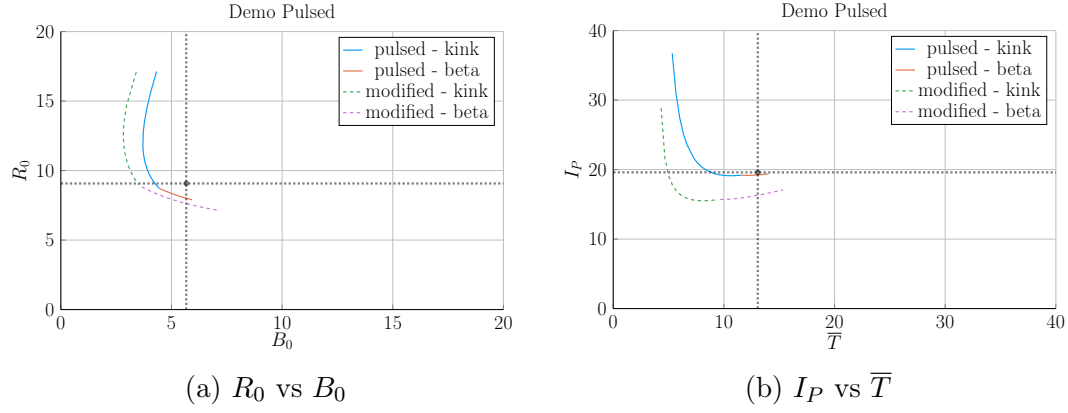 Demo Pulsed
20
15
10
5
0
R₀
0
5
10
15
20
B₀
pulsed - kink
pulsed - beta
modified - kink
modified - beta
(a) R₀ vs B₀
Demo Pulsed
40
30
20
10
0
I_P
0
10
20
30
40
T̅
pulsed - kink
pulsed - beta
modified - kink
modified - beta
(b) I_P vs T̅